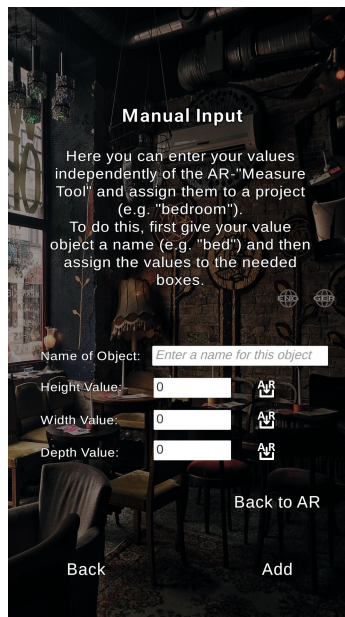 Manual Input
Here you can enter your values
independently of the AR-"Measure
Tool" and assign them to a project
(e.g. "bedroom").
To do this, first give your value
object a name (e.g. "bed") and then
assign the values to the needed
boxes.
ENG GER
Name of Object: Enter a name for this object
Height Value: 0 AR
Width Value: 0 AR
Depth Value: 0 AR
Back to AR
Back Add